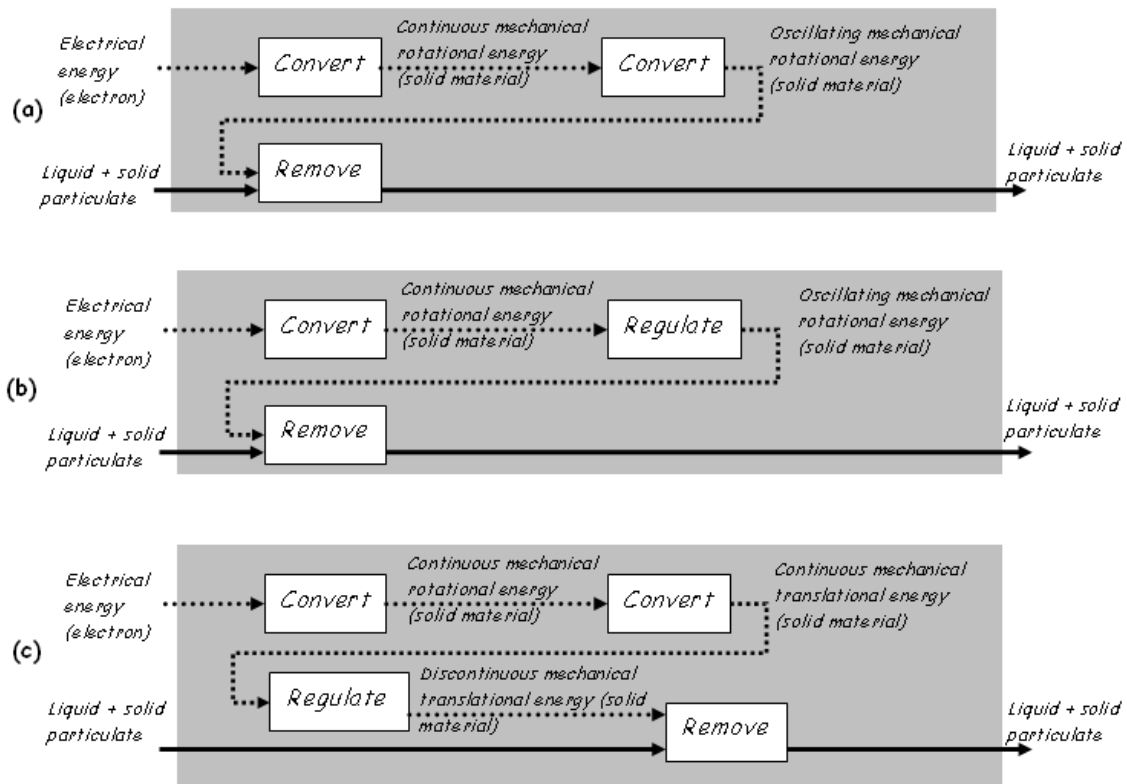 Electrical
energy
(electron)
Convert
Continuous mechanical
rotational energy
(solid material)
Convert
Oscillating mechanical
rotational energy
(solid material)
(a)
Liquid + solid
particulate
Remove
Liquid + solid
particulate
Electrical
energy
(electron)
Convert
Continuous mechanical
rotational energy
(solid material)
Regulate
Oscillating mechanical
rotational energy
(solid material)
(b)
Liquid + solid
particulate
Remove
Liquid + solid
particulate
Electrical
energy
(electron)
Convert
Continuous mechanical
rotational energy
(solid material)
Convert
Continuous mechanical
translational energy
(solid material)
(c)
Regulate
Discontinuous mechanical
translational energy (solid
material)
Liquid + solid
particulate
Remove
Liquid + solid
particulate